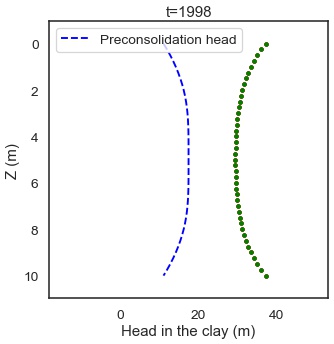 t=1998
Preconsolidation head
0
2
4
6
8
10
Z (m)
0 20 40
Head in the clay (m)